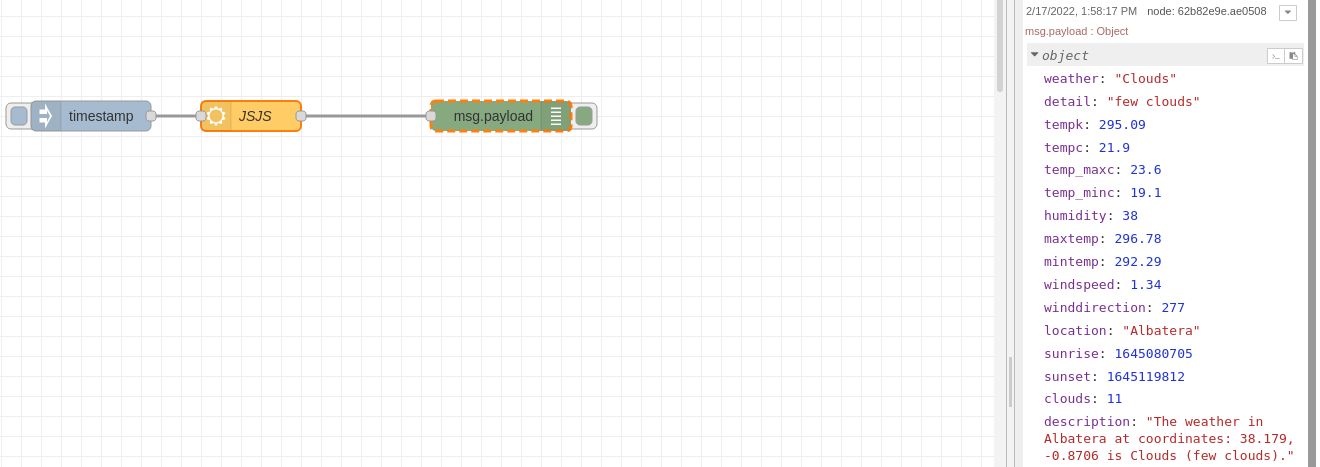 timestamp
JSJS
msg.payload
2/17/2022, 1:58:17 PM node: 62b82e9e.ae0508
msg.payload : Object
object
weather: "Clouds"
detail: "few clouds"
tempk: 295.09
tempc: 21.9
temp_maxc: 23.6
temp_minc: 19.1
humidity: 38
maxtemp: 296.78
mintemp: 292.29
windspeed: 1.34
winddirection: 277
location: "Albatera"
sunrise: 1645080705
sunset: 1645119812
clouds: 11
description: "The weather in
Albatera at coordinates: 38.179,
-0.8706 is Clouds (few clouds)."